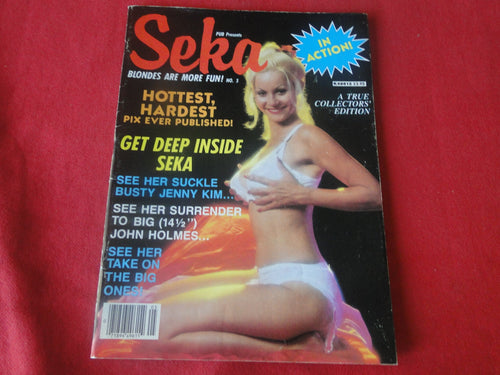 PUB Presents
Seka
IN
ACTION!
BLONDES ARE MORE FUN! NO. 3
A TRUE
COLLECTORS'
EDITION
HOTTEST,
HARDEST
PIX EVER PUBLISHED!
GET DEEP INSIDE
SEKA
SEE HER SUCKLE
BUSTY JENNY KIM...
SEE HER SURRENDER
TO BIG (14½")
JOHN HOLMES...
SEE HER
TAKE ON
THE BIG
ONES!